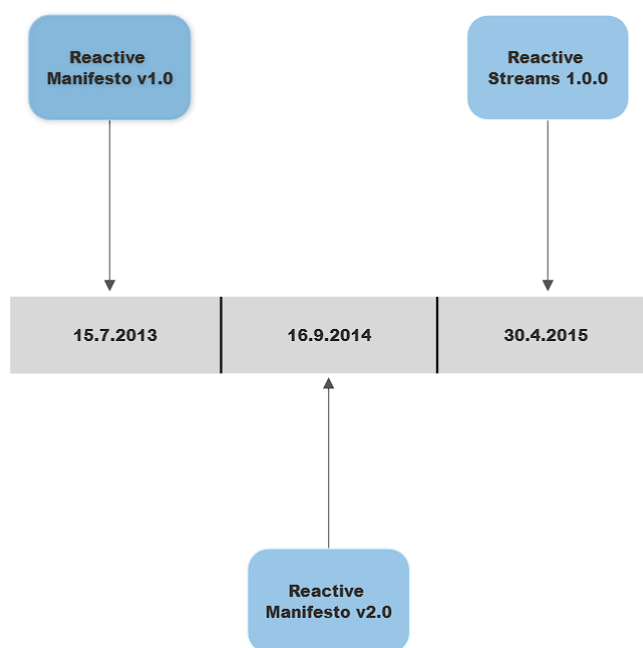 Reactive
Manifesto v1.0
Reactive
Streams 1.0.0
15.7.2013
16.9.2014
30.4.2015
Reactive
Manifesto v2.0